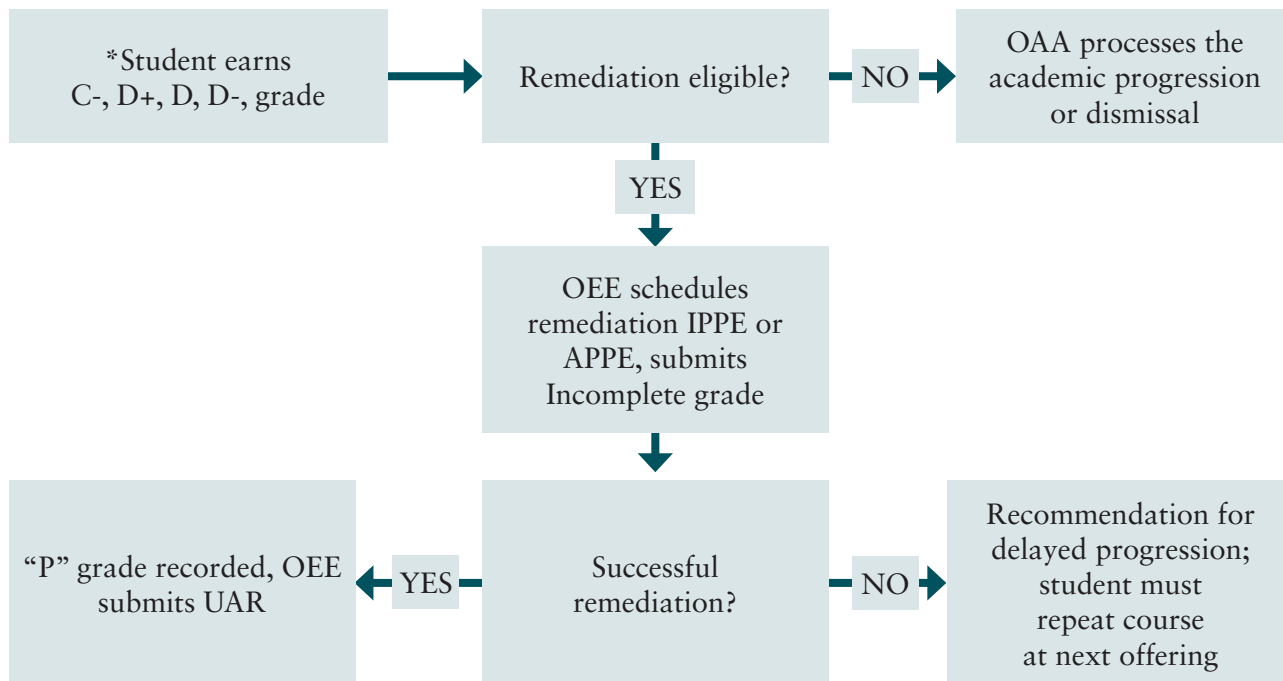 *Student earns
C-, D+, D, D-, grade
Remediation eligible?
NO
OAA processes the
academic progression
or dismissal
YES
OEE schedules
remediation IPPE or
APPE, submits
Incomplete grade
Successful
remediation?
YES
“P” grade recorded, OEE
submits UAR
NO
Recommendation for
delayed progression;
student must
repeat course
at next offering